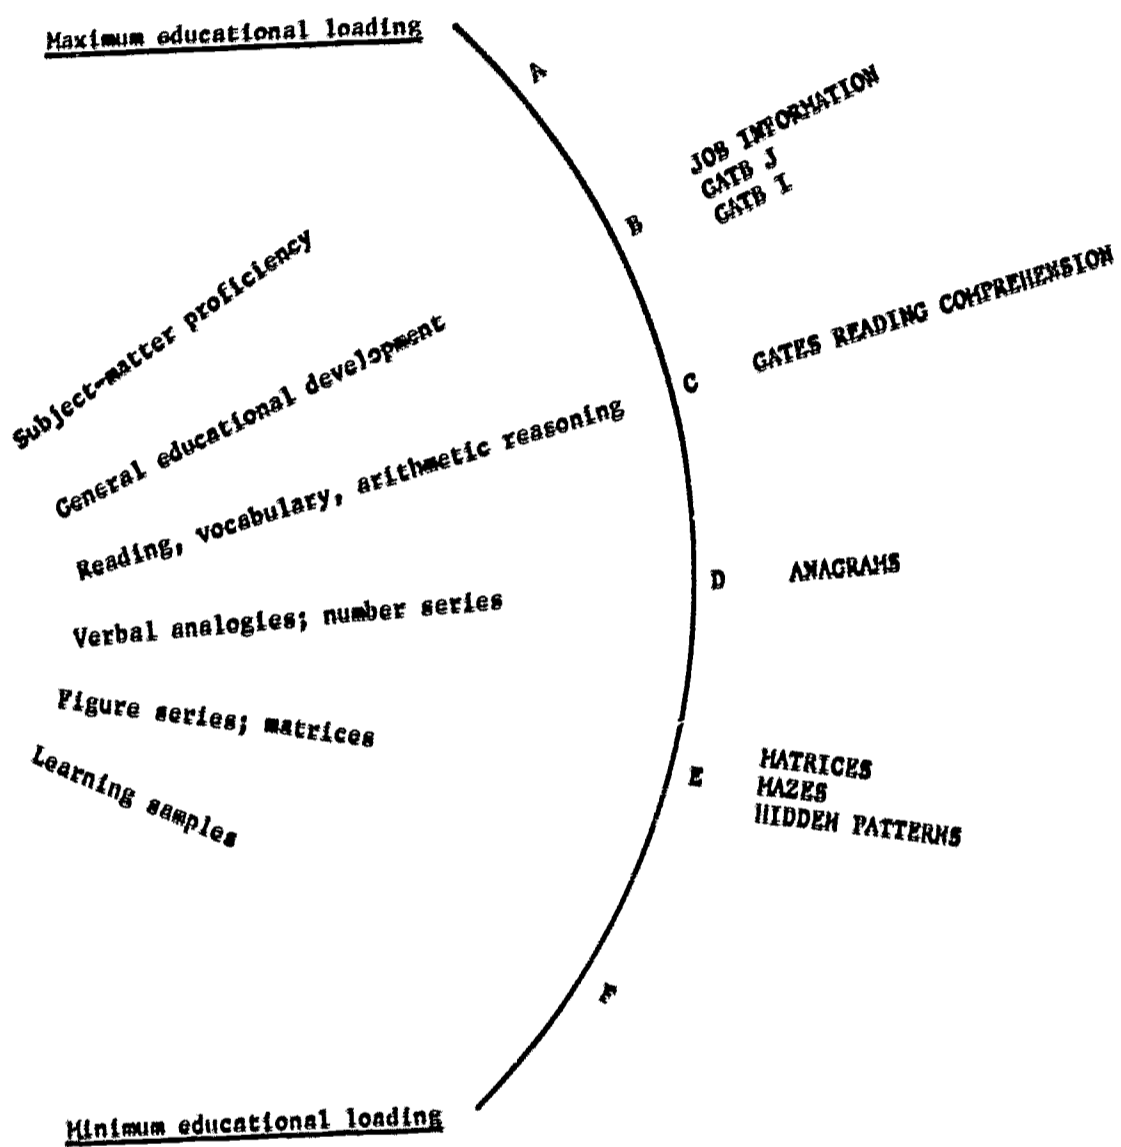 Maximum educational loading
A
JOB INFORMATION
GATB J
GATB I
B
Subject-matter proficiency
GATES READING COMPREHENSION
General educational development
C
Reading, vocabulary, arithmetic reasoning
D
ANAGRAMS
Verbal analogies; number series
Figure series; matrices
E
MATRICES
MAZES
HIDDEN PATTERNS
Learning samples
F
Minimum educational loading